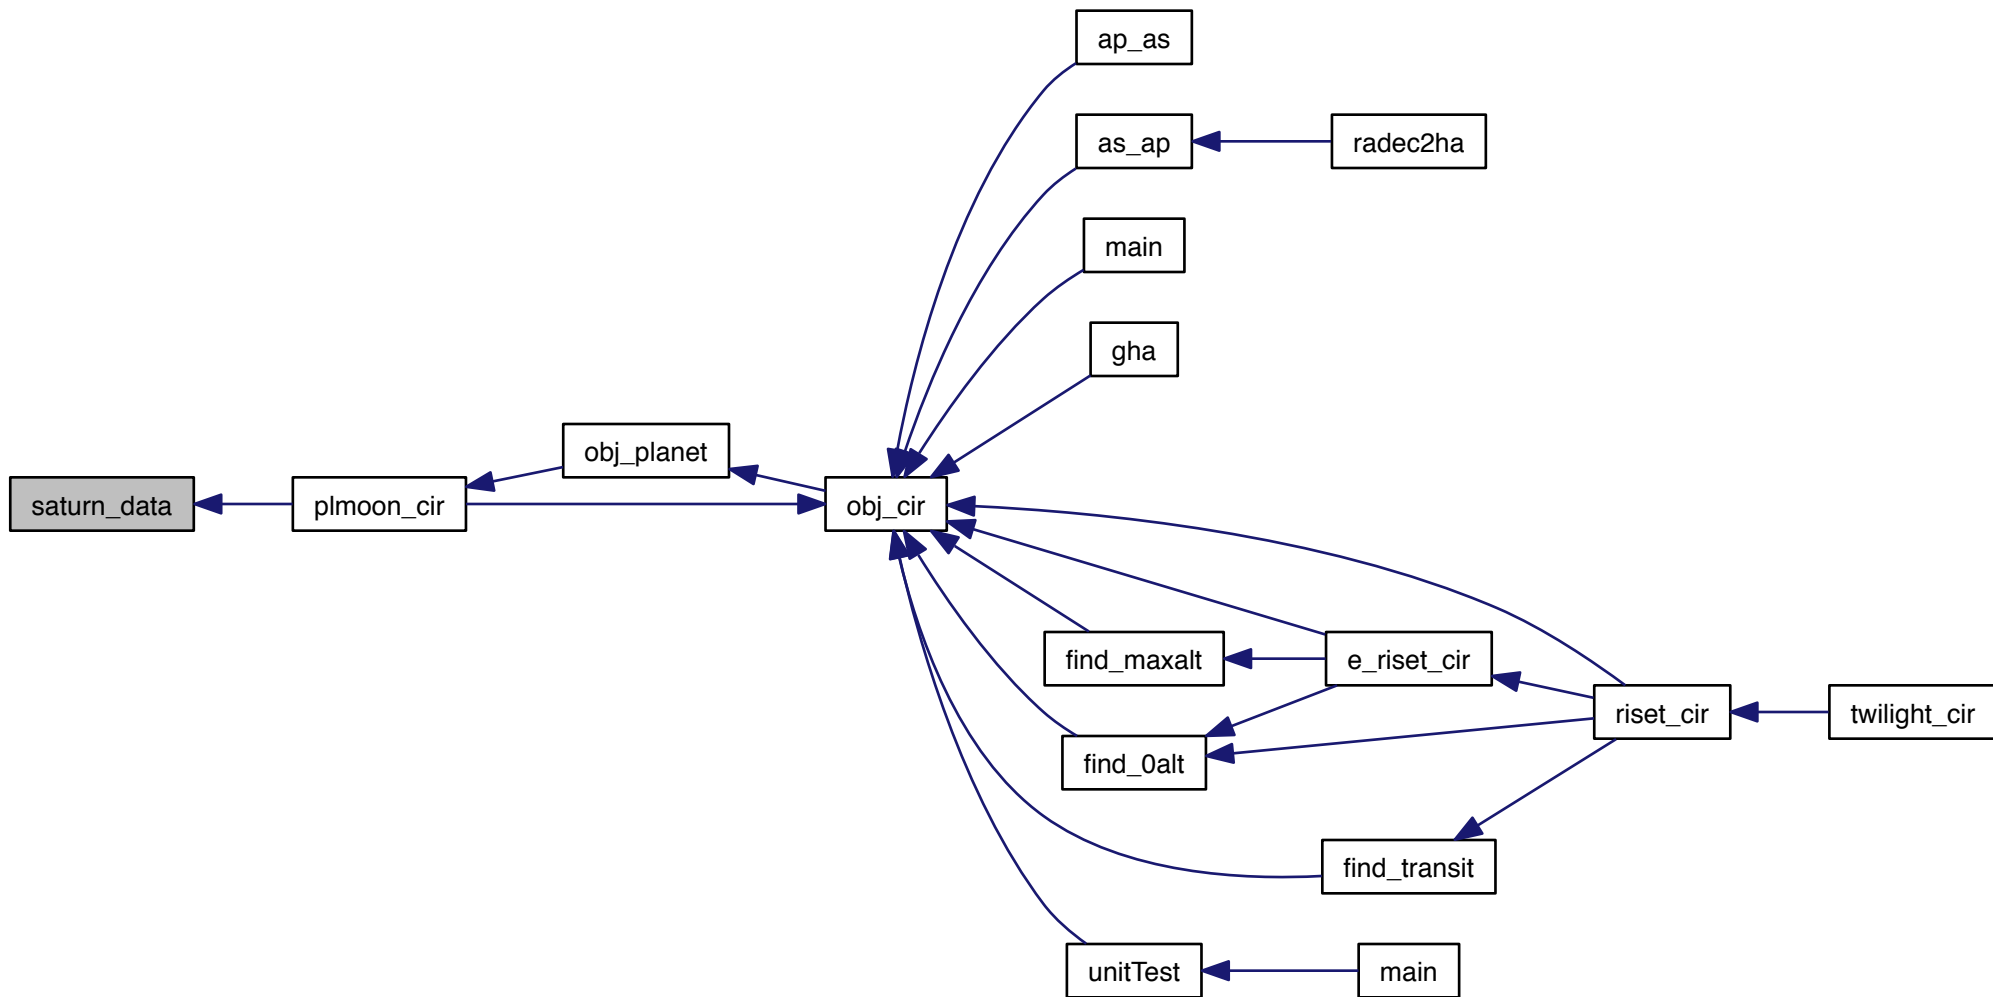 ap_as
as_ap
radec2ha
main
gha
obj_planet
saturn_data
plmoon_cir
obj_cir
find_maxalt
e_riset_cir
riset_cir
twilight_cir
find_0alt
find_transit
unitTest
main